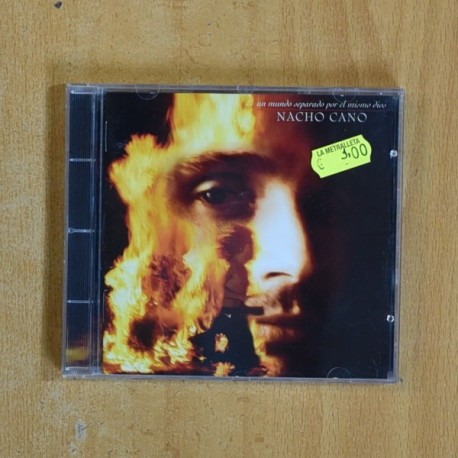 un mundo separado por el mismo dios
NACHO CANO
LA METRALLETA
€ 3,00